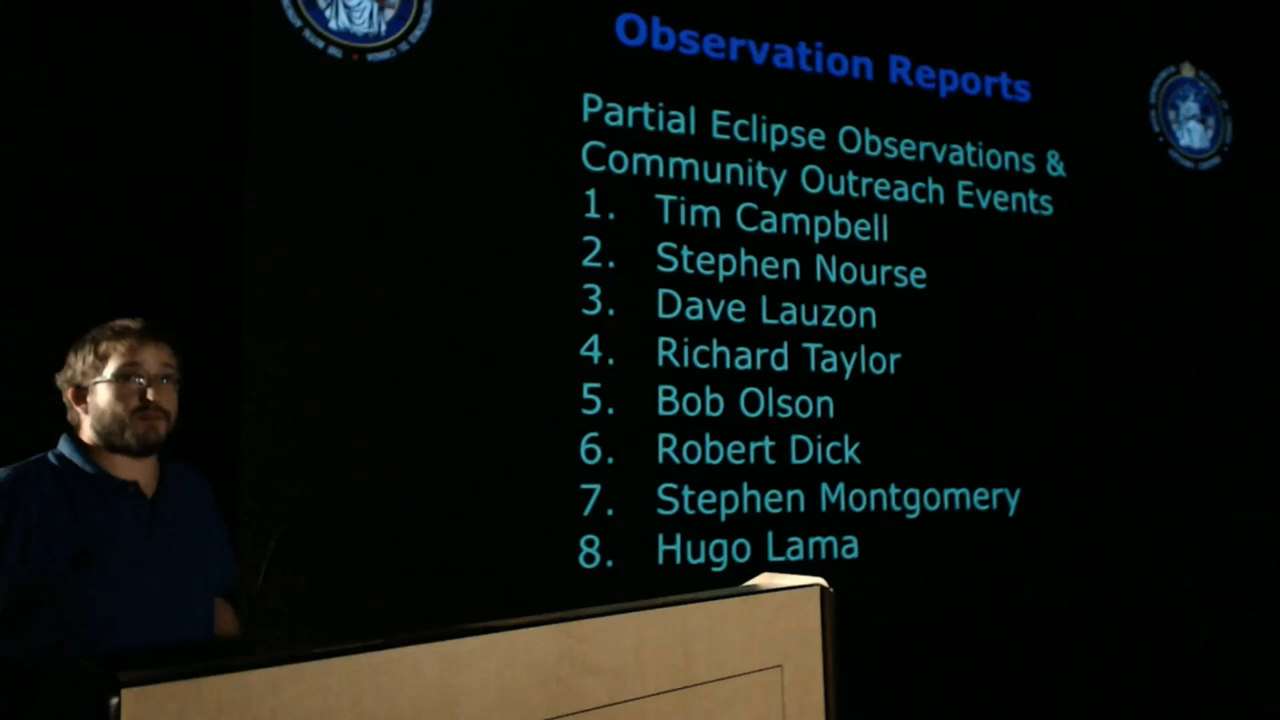 Observation Reports
Partial Eclipse Observations &
Community Outreach Events
1. Tim Campbell
2. Stephen Nourse
3. Dave Lauzon
4. Richard Taylor
5. Bob Olson
6. Robert Dick
7. Stephen Montgomery
8. Hugo Lama